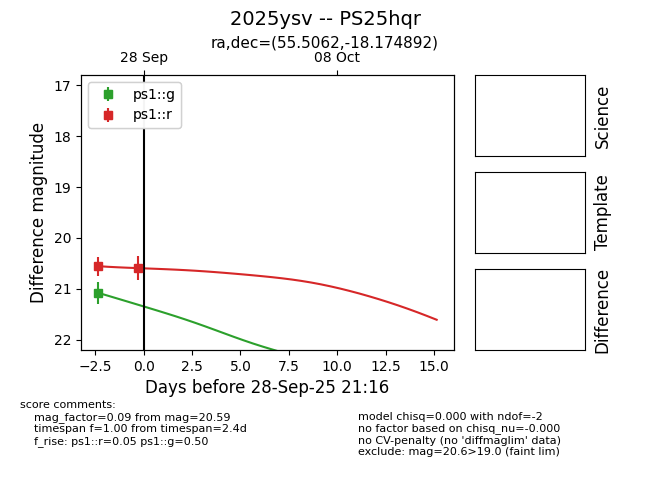 2025ysv -- PS25hqr
ra,dec=(55.5062,-18.174892)
28 Sep
08 Oct
ps1::g
ps1::r
17
18
19
20
21
22
Difference magnitude
−2.5
0.0
2.5
5.0
7.5
10.0
12.5
15.0
Days before 28-Sep-25 21:16
Science
Template
Difference
score comments:
mag_factor=0.09 from mag=20.59
timespan f=1.00 from timespan=2.4d
f_rise: ps1::r=0.05 ps1::g=0.50
model chisq=0.000 with ndof=-2
no factor based on chisq_nu=-0.000
no CV-penalty (no 'diffmaglim' data)
exclude: mag=20.6>19.0 (faint lim)